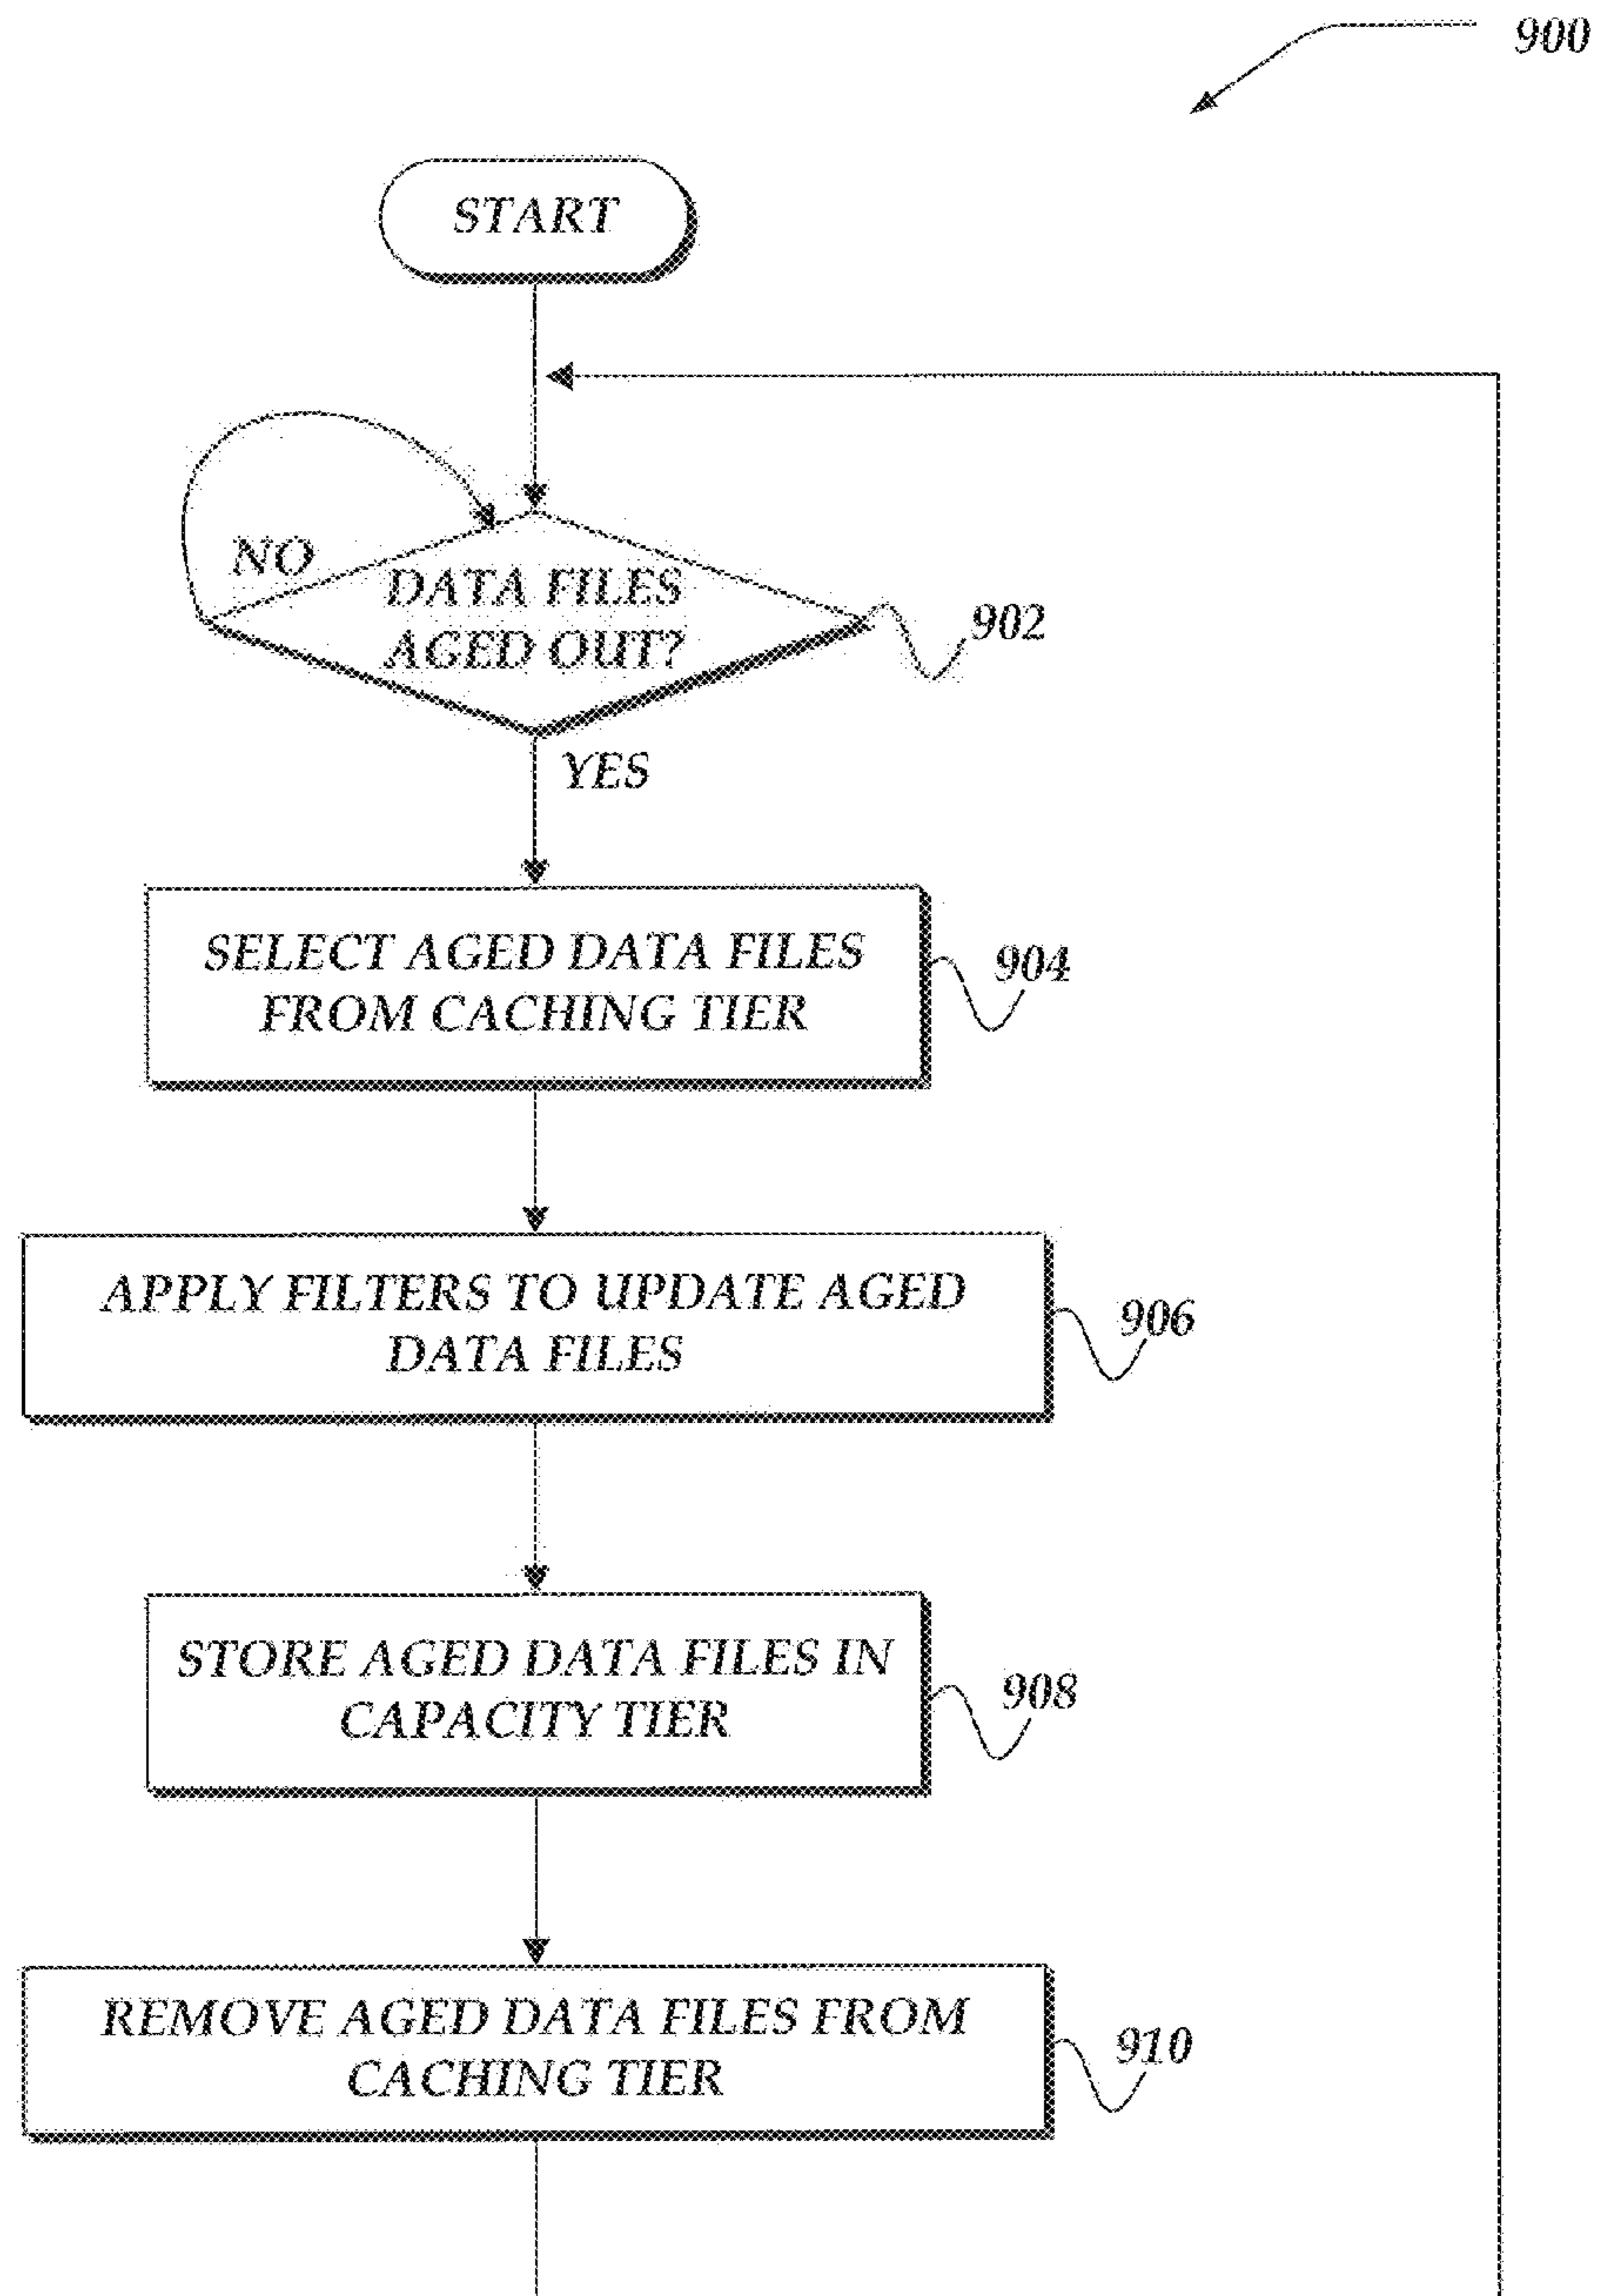 900
START
NO
DATA FILES
AGED OUT?
902
YES
SELECT AGED DATA FILES
FROM CACHING TIER
904
APPLY FILTERS TO UPDATE AGED
DATA FILES
906
STORE AGED DATA FILES IN
CAPACITY TIER
908
REMOVE AGED DATA FILES FROM
CACHING TIER
910